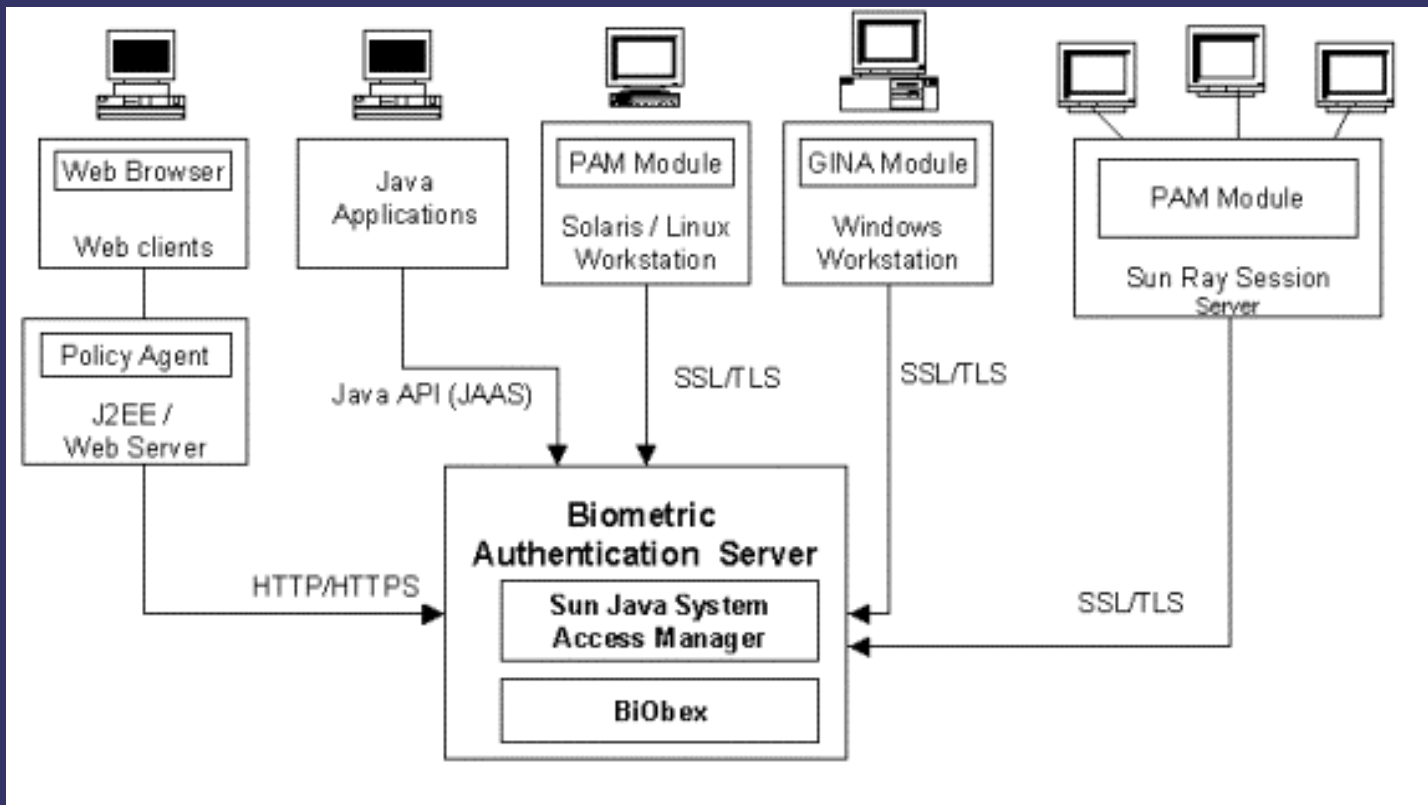 Web Browser
Web clients
Java
Applications
PAM Module
Solaris / Linux
Workstation
GINA Module
Windows
Workstation
PAM Module
Sun Ray Session
Server
Policy Agent
J2EE /
Web Server
Java API (JAAS)
SSL/TLS
SSL/TLS
HTTP/HTTPS
SSL/TLS
Biometric
Authentication Server
Sun Java System
Access Manager
BiObex